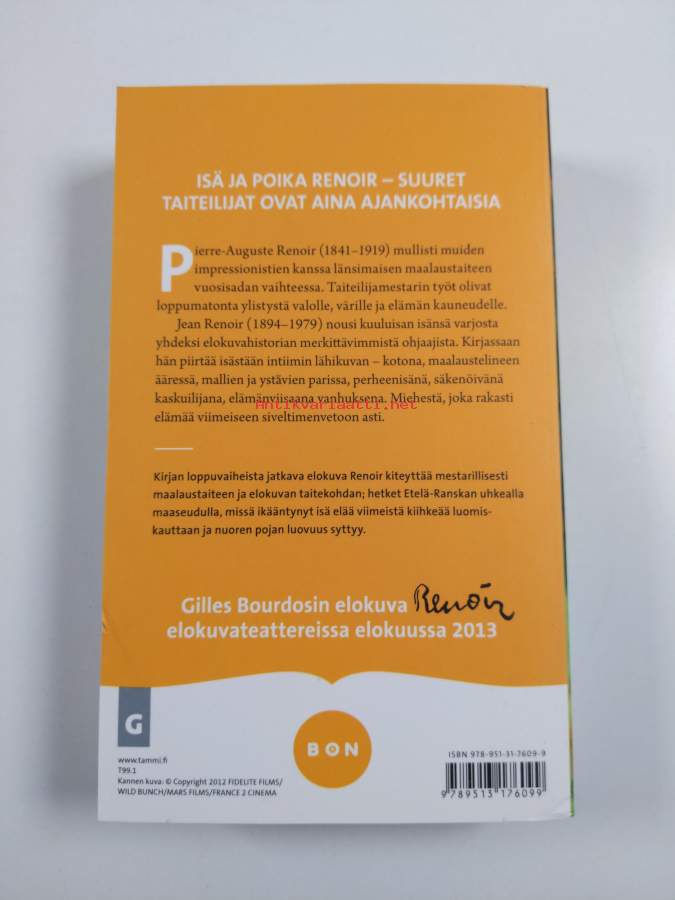 ISÄ JA POIKA RENOIR – SUURET
TAITEILIJAT OVAT AINA AJANKOHTAISIA
Pierre-Auguste Renoir (1841–1919) mullisti muiden
impressionistien kanssa länsimaisen maalaustaiteen
vuosisadan vaihteessa. Taiteilijamestarin työt olivat
loppumatonta ylistystä valolle, värille ja elämän kauneudelle.
Jean Renoir (1894–1979) nousi kuuluisan isänsä varjosta
yhdeksi elokuvahistorian merkittävimmistä ohjaajista. Kirjassaan
hän piirtää isästään intiimin lähikuvan – kotona, maalaustelineen
ääressä, mallien ja ystävien parissa, perheenisänä, säkenöivänä
kaskuilijana, elämänviisaana vanhuksena. Miehestä, joka rakasti
Antikvariaatti.net
elämää viimeiseen siveltimenvetoon asti.
Kirjan loppuvaiheista jatkava elokuva Renoir kiteyttää mestarillisesti
maalaustaiteen ja elokuvan taitekohdan; hetket Etelä-Ranskan uhkealla
maaseudulla, missä ikääntynyt isä elää viimeistä kiihkeää luomis-
kauttaan ja nuoren pojan luovuus syttyy.
Gilles Bourdosin elokuva Renoir
elokuvateattereissa elokuussa 2013
G
BON
www.tammi.fi
T99.1
Kannen kuva: © Copyright 2012 FIDELITE FILMS/
WILD BUNCH/MARS FILMS/FRANCE 2 CINEMA
ISBN 978-951-31-7609-9
9 789513 176099